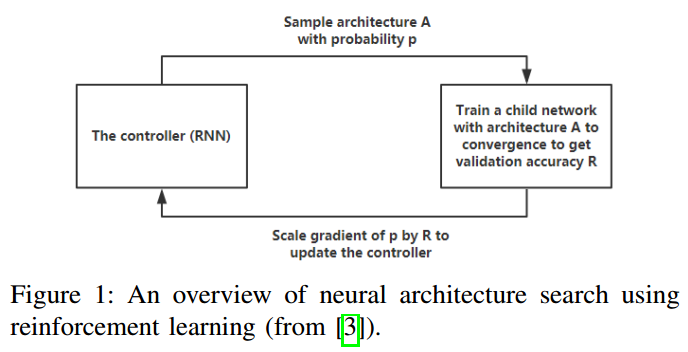 Sample architecture A
with probability p
The controller (RNN)
Train a child network
with architecture A to
convergence to get
validation accuracy R
Scale gradient of p by R to
update the controller
Figure 1: An overview of neural architecture search using
reinforcement learning (from [3]).